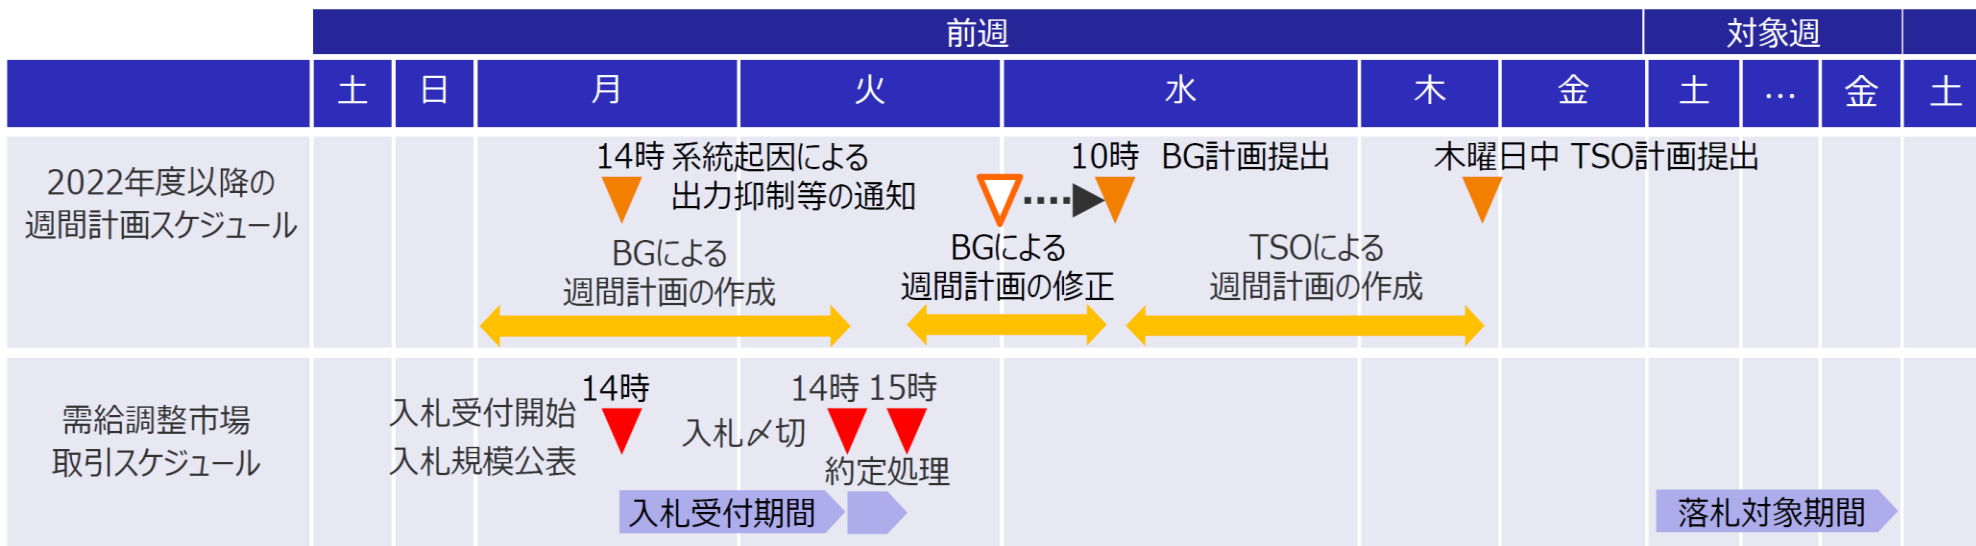 前週
対象週
土
日
月
火
水
木
金
土
…
金
土
2022年度以降の
週間計画スケジュール
14時 系統起因による
出力抑制等の通知
10時 BG計画提出
木曜日中 TSO計画提出
BGによる
週間計画の作成
BGによる
週間計画の修正
TSOによる
週間計画の作成
需給調整市場
取引スケジュール
入札受付開始
入札規模公表
14時
入札〆切
14時
15時
約定処理
入札受付期間
落札対象期間